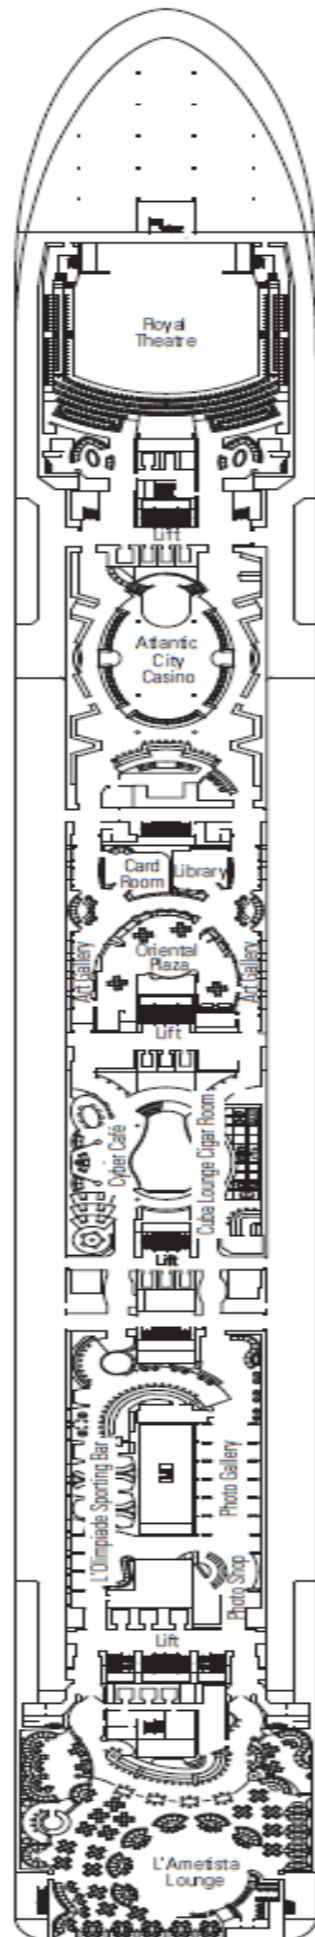 Royal
Theatre
Lift
Atlantic
City
Casino
Card
Room
Library
Art Gallery
Oriental
Plaza
Art Gallery
Lift
Cyber Café
Cuba Lounge Cigar Room
Lift
L'Olimpiade Sporting Bar
Photo Gallery
Photo Shop
Lift
L'Ametista
Lounge